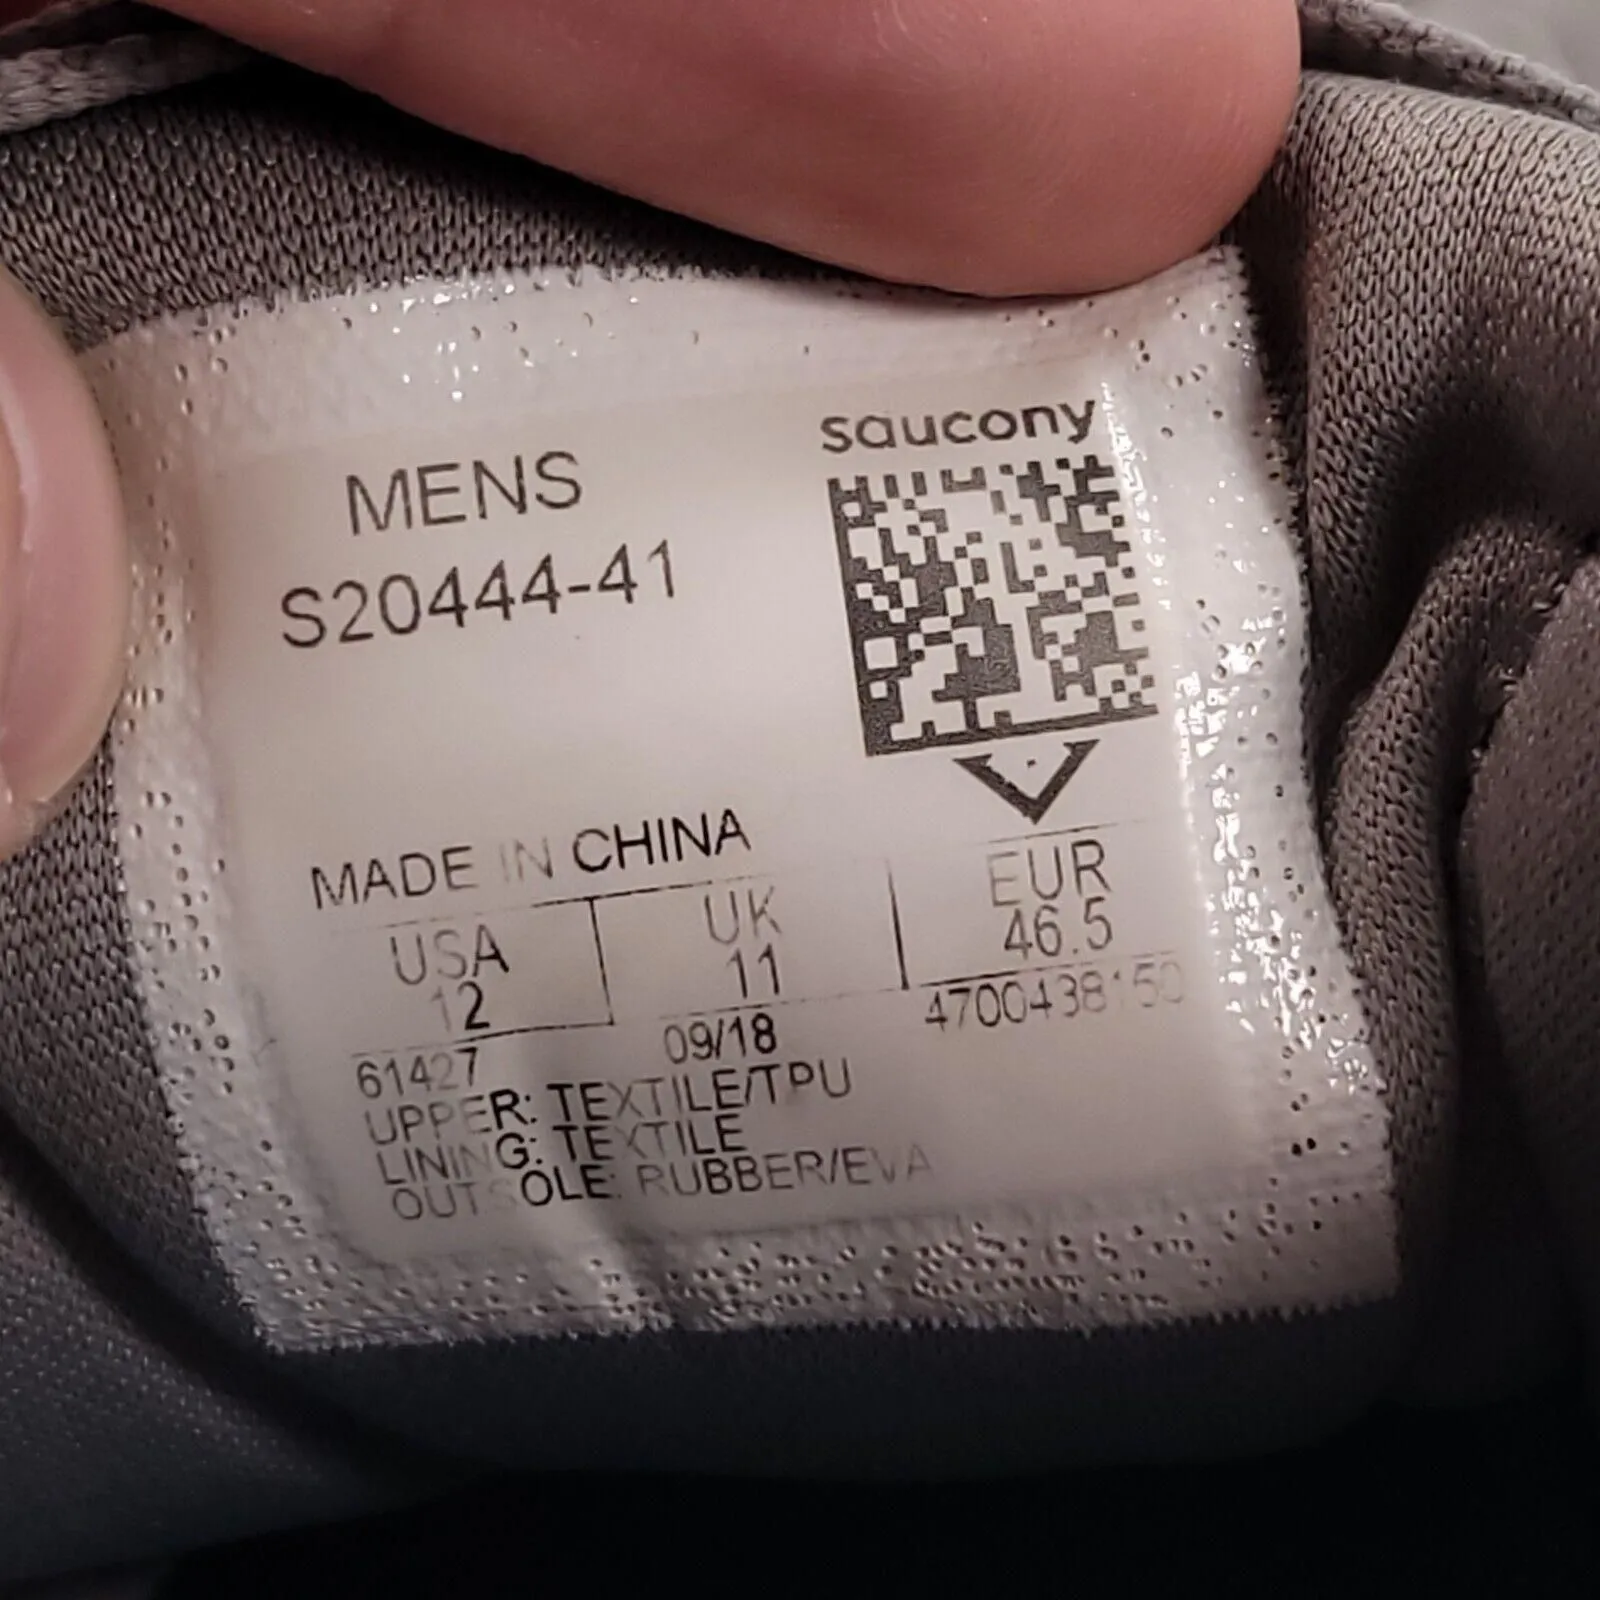 saucony
MENS
S20444-41
MADE IN CHINA
USA UK EUR
12 11 46.5
61427 09/18 4700438150
UPPER: TEXTILE/TPU
LINING: TEXTILE
OUTSOLE: RUBBER/EVA